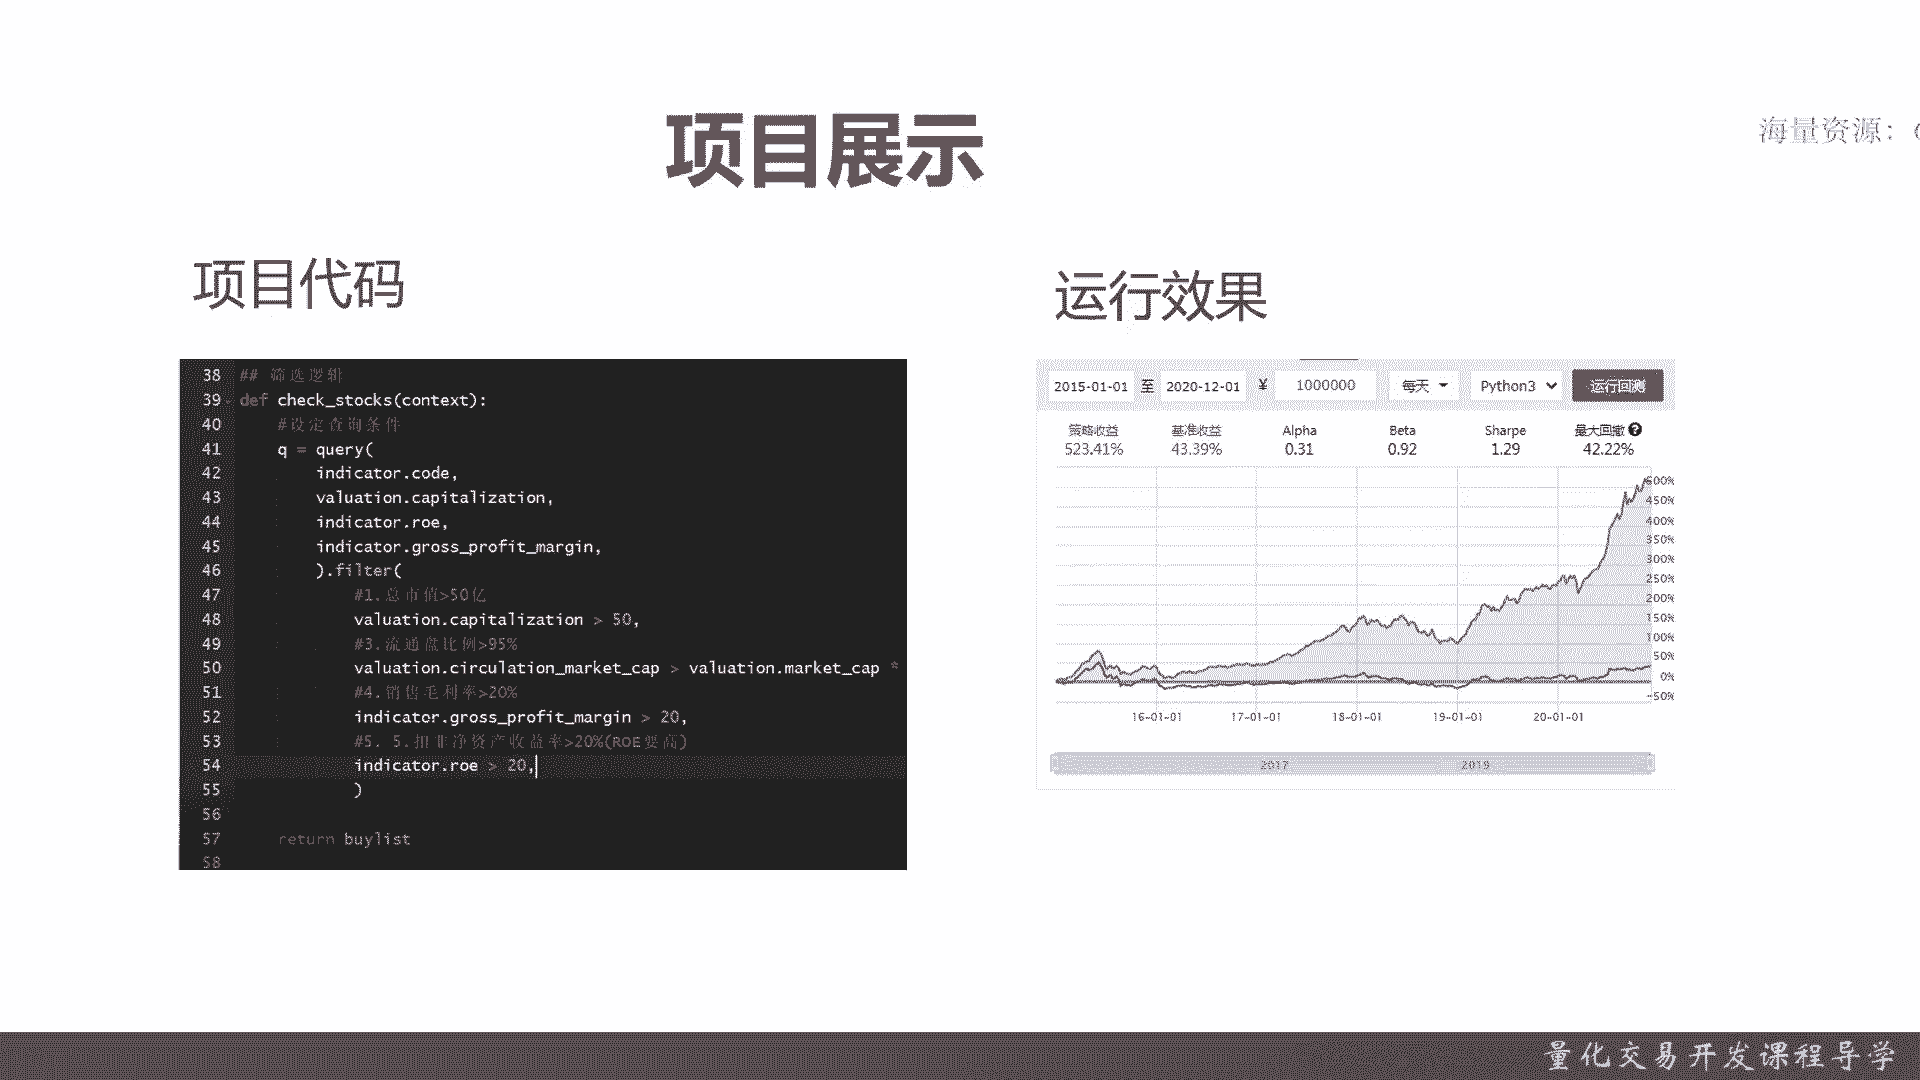 项目展示
海量资源：
项目代码
运行效果
38 ## 筛选逻辑
39 def check_stocks(context):
40 #设定查询条件
41 q = query(
42 indicator.code,
43 valuation.capitalization,
44 indicator.roe,
45 indicator.gross_profit_margin,
46 ).filter(
47 #1.总市值>50亿
48 valuation.capitalization > 50,
49 #3.流通盘比例>95%
50 valuation.circulation_market_cap > valuation.market_cap *
51 #4.销售毛利率>20%
52 indicator.gross_profit_margin > 20,
53 #5. 5.扣非净资产收益率>20%(ROE要高)
54 indicator.roe > 20,
55 )
56
57 return buylist
58
2015-01-01 至 2020-12-01 ¥ 1000000 每天 Python3 运行回测
策略收益 基准收益 Alpha Beta Sharpe 最大回撤
523.41% 43.39% 0.31 0.92 1.29 42.22%
500%
450%
400%
350%
300%
250%
200%
150%
100%
50%
0%
-50%
16-01-01 17-01-01 18-01-01 19-01-01 20-01-01
2017 2019
量化交易开发课程导学